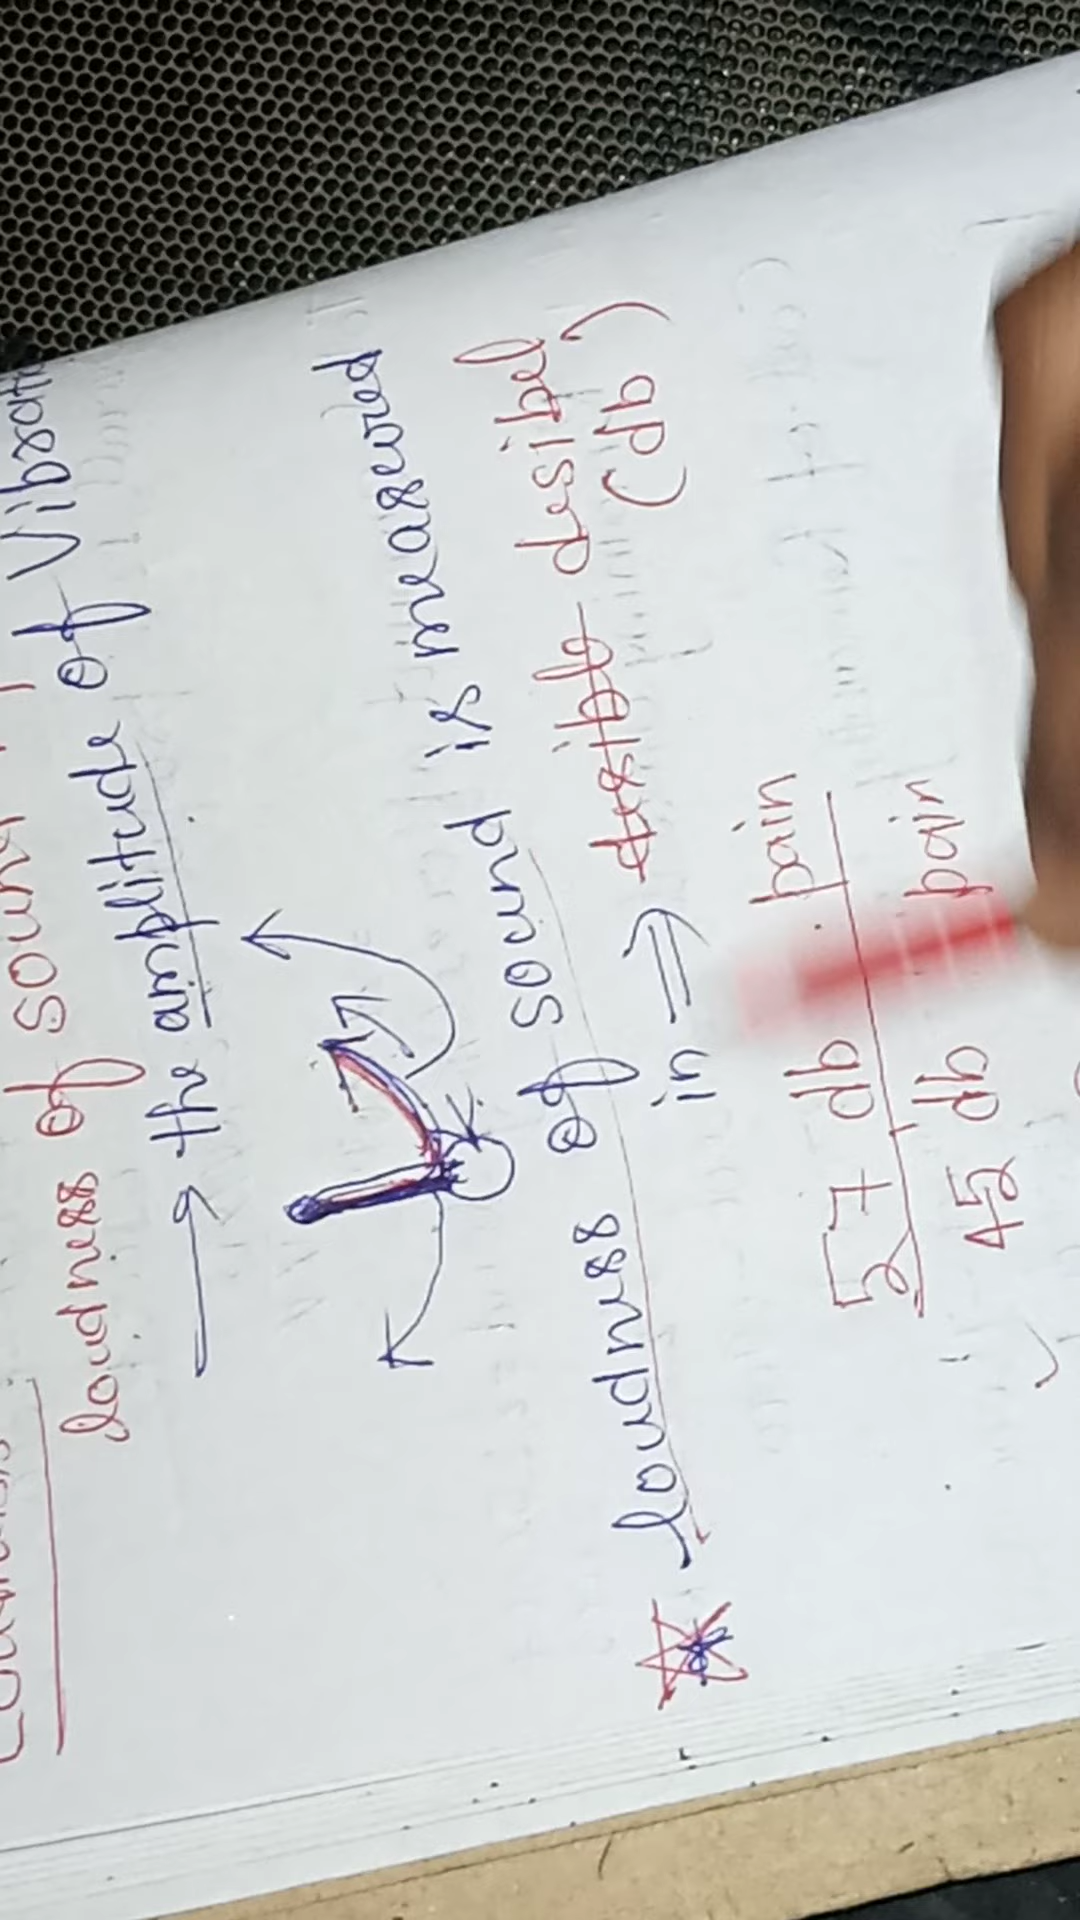 loudness of sound
→ the amplitude of
loudness of sound is measured
in ⇒ desible desibel
(db)
57 db pain
45 db pain